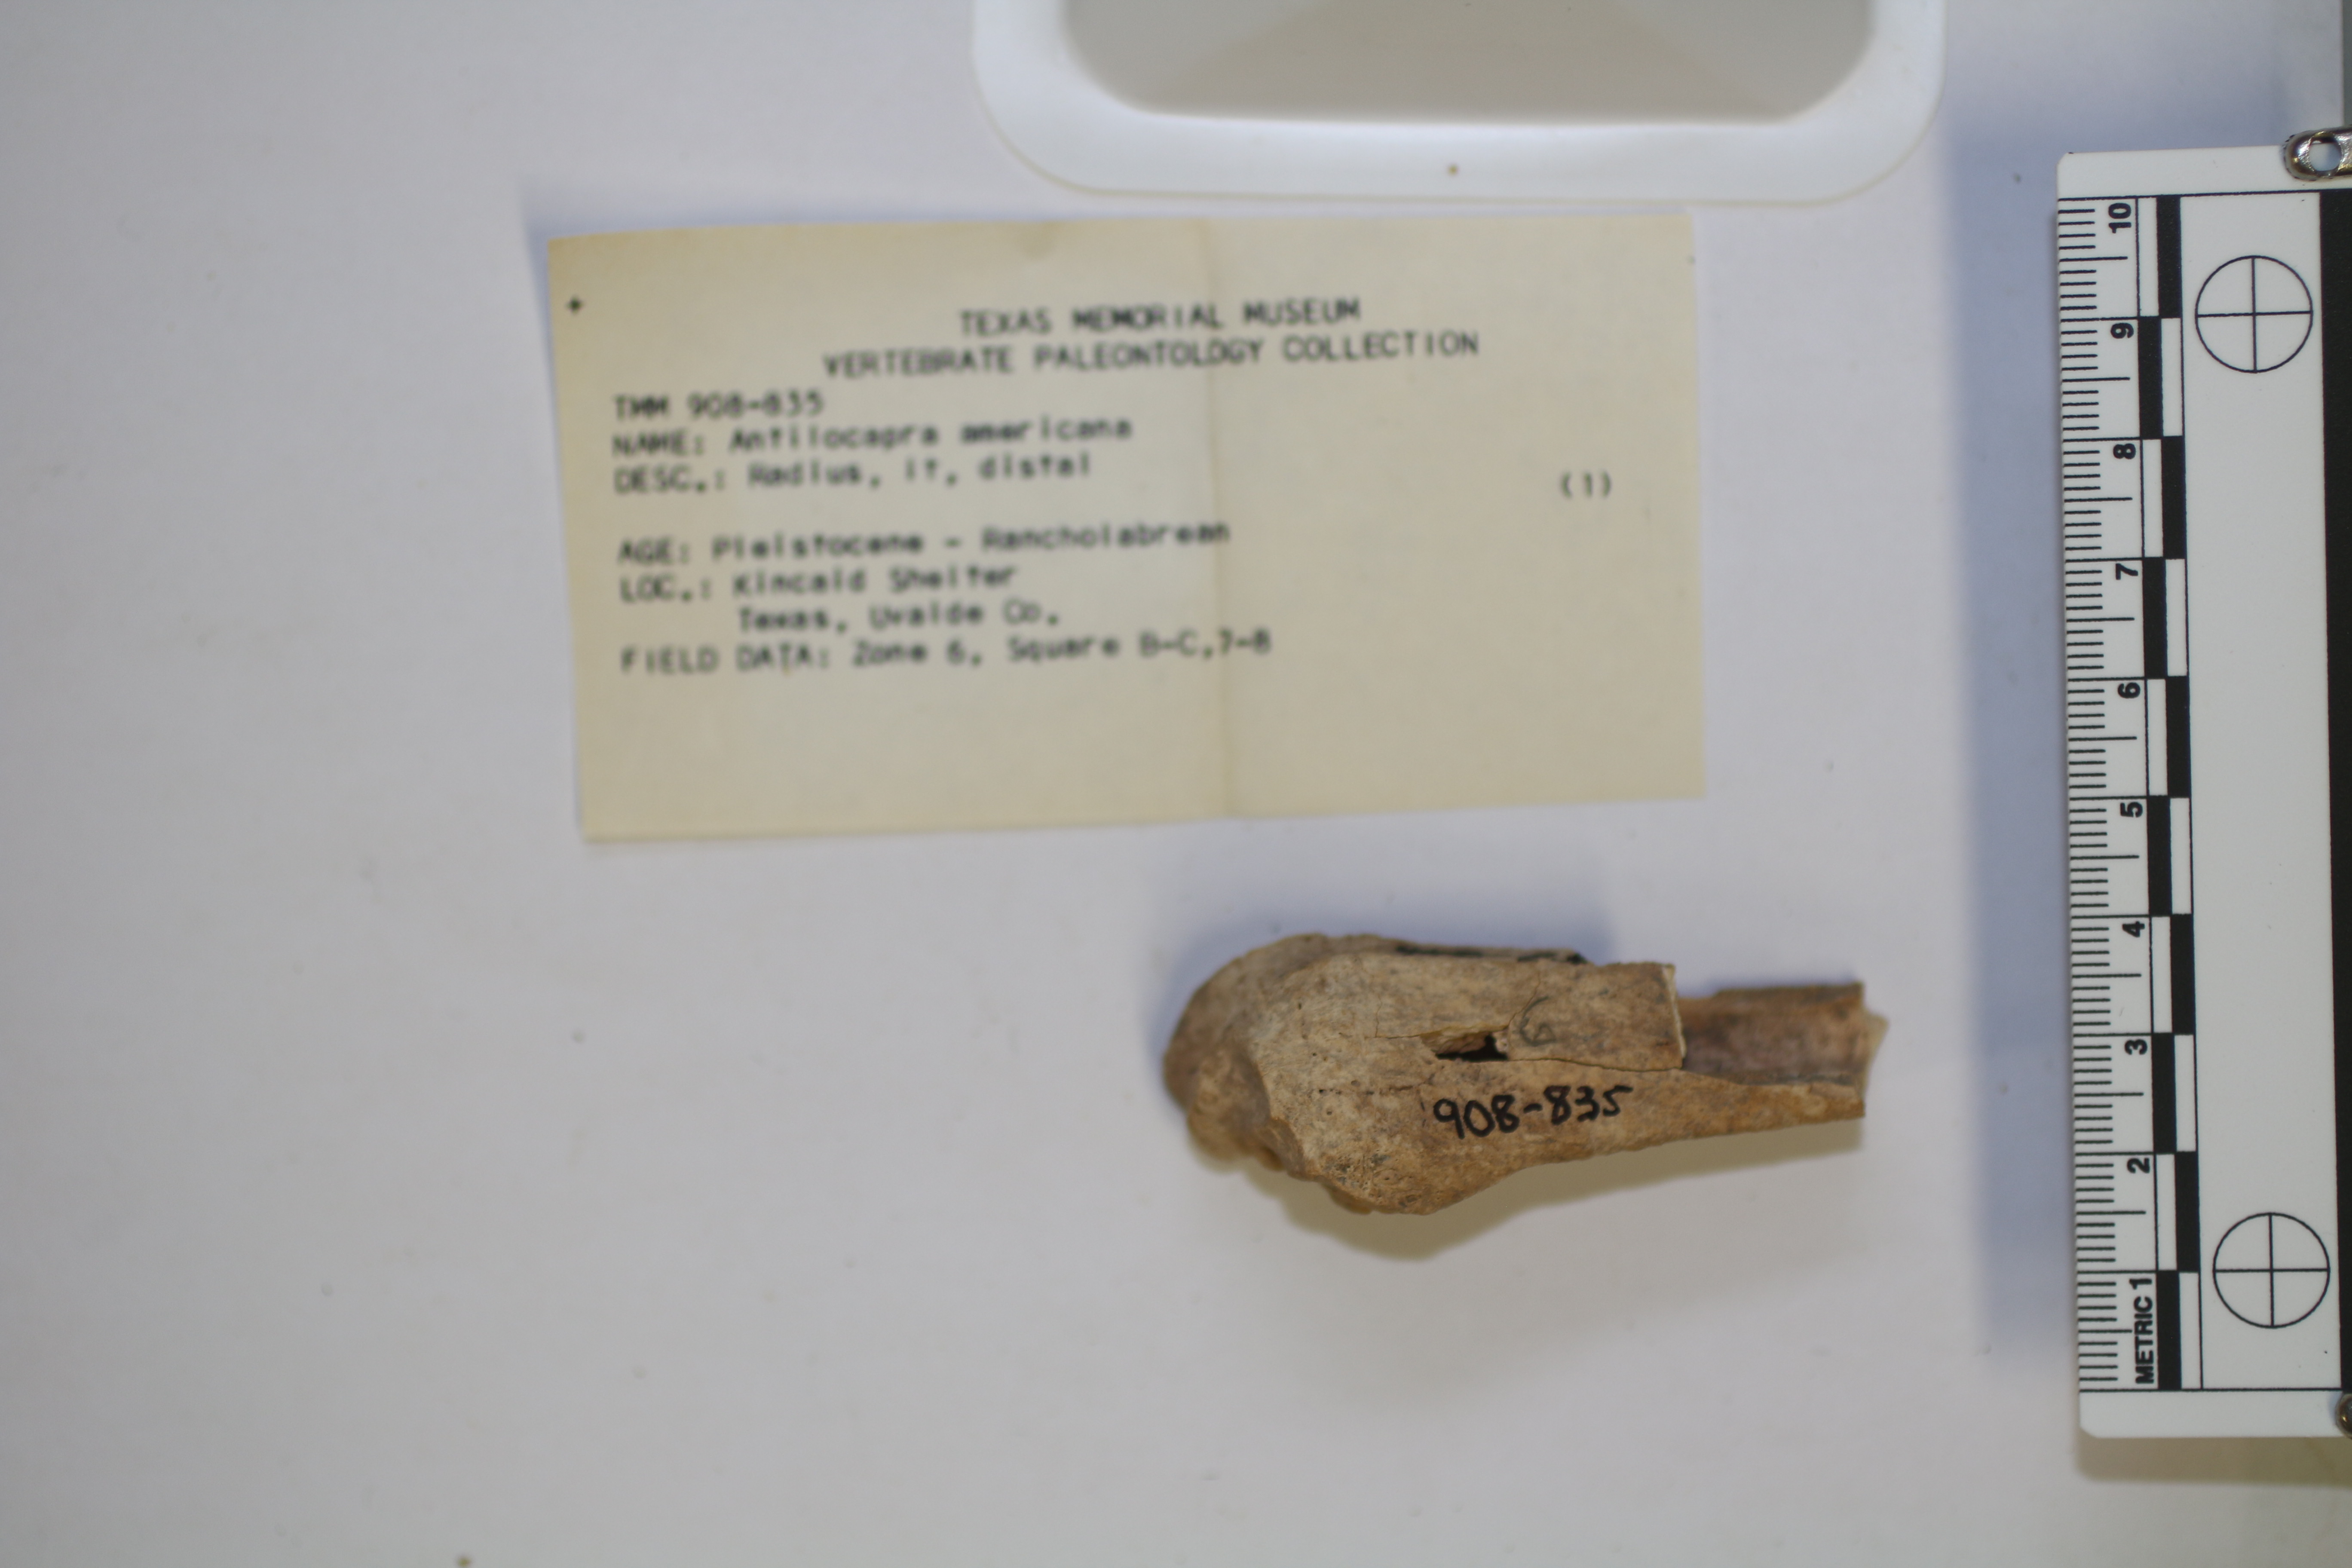 TEXAS MEMORIAL MUSEUM
VERTEBRATE PALEONTOLOGY COLLECTION
TMM 908-835
NAME: Antilocapra americana
DESC.: Radius, lt, distal
(1)
AGE: Pleistocene - Rancholabrean
LOC.: Kincaid Shelter
Texas, Uvalde Co.
FIELD DATA: Zone 6, Square B-C,7-8
6
908-835
10
9
8
7
6
5
4
3
2
METRIC 1